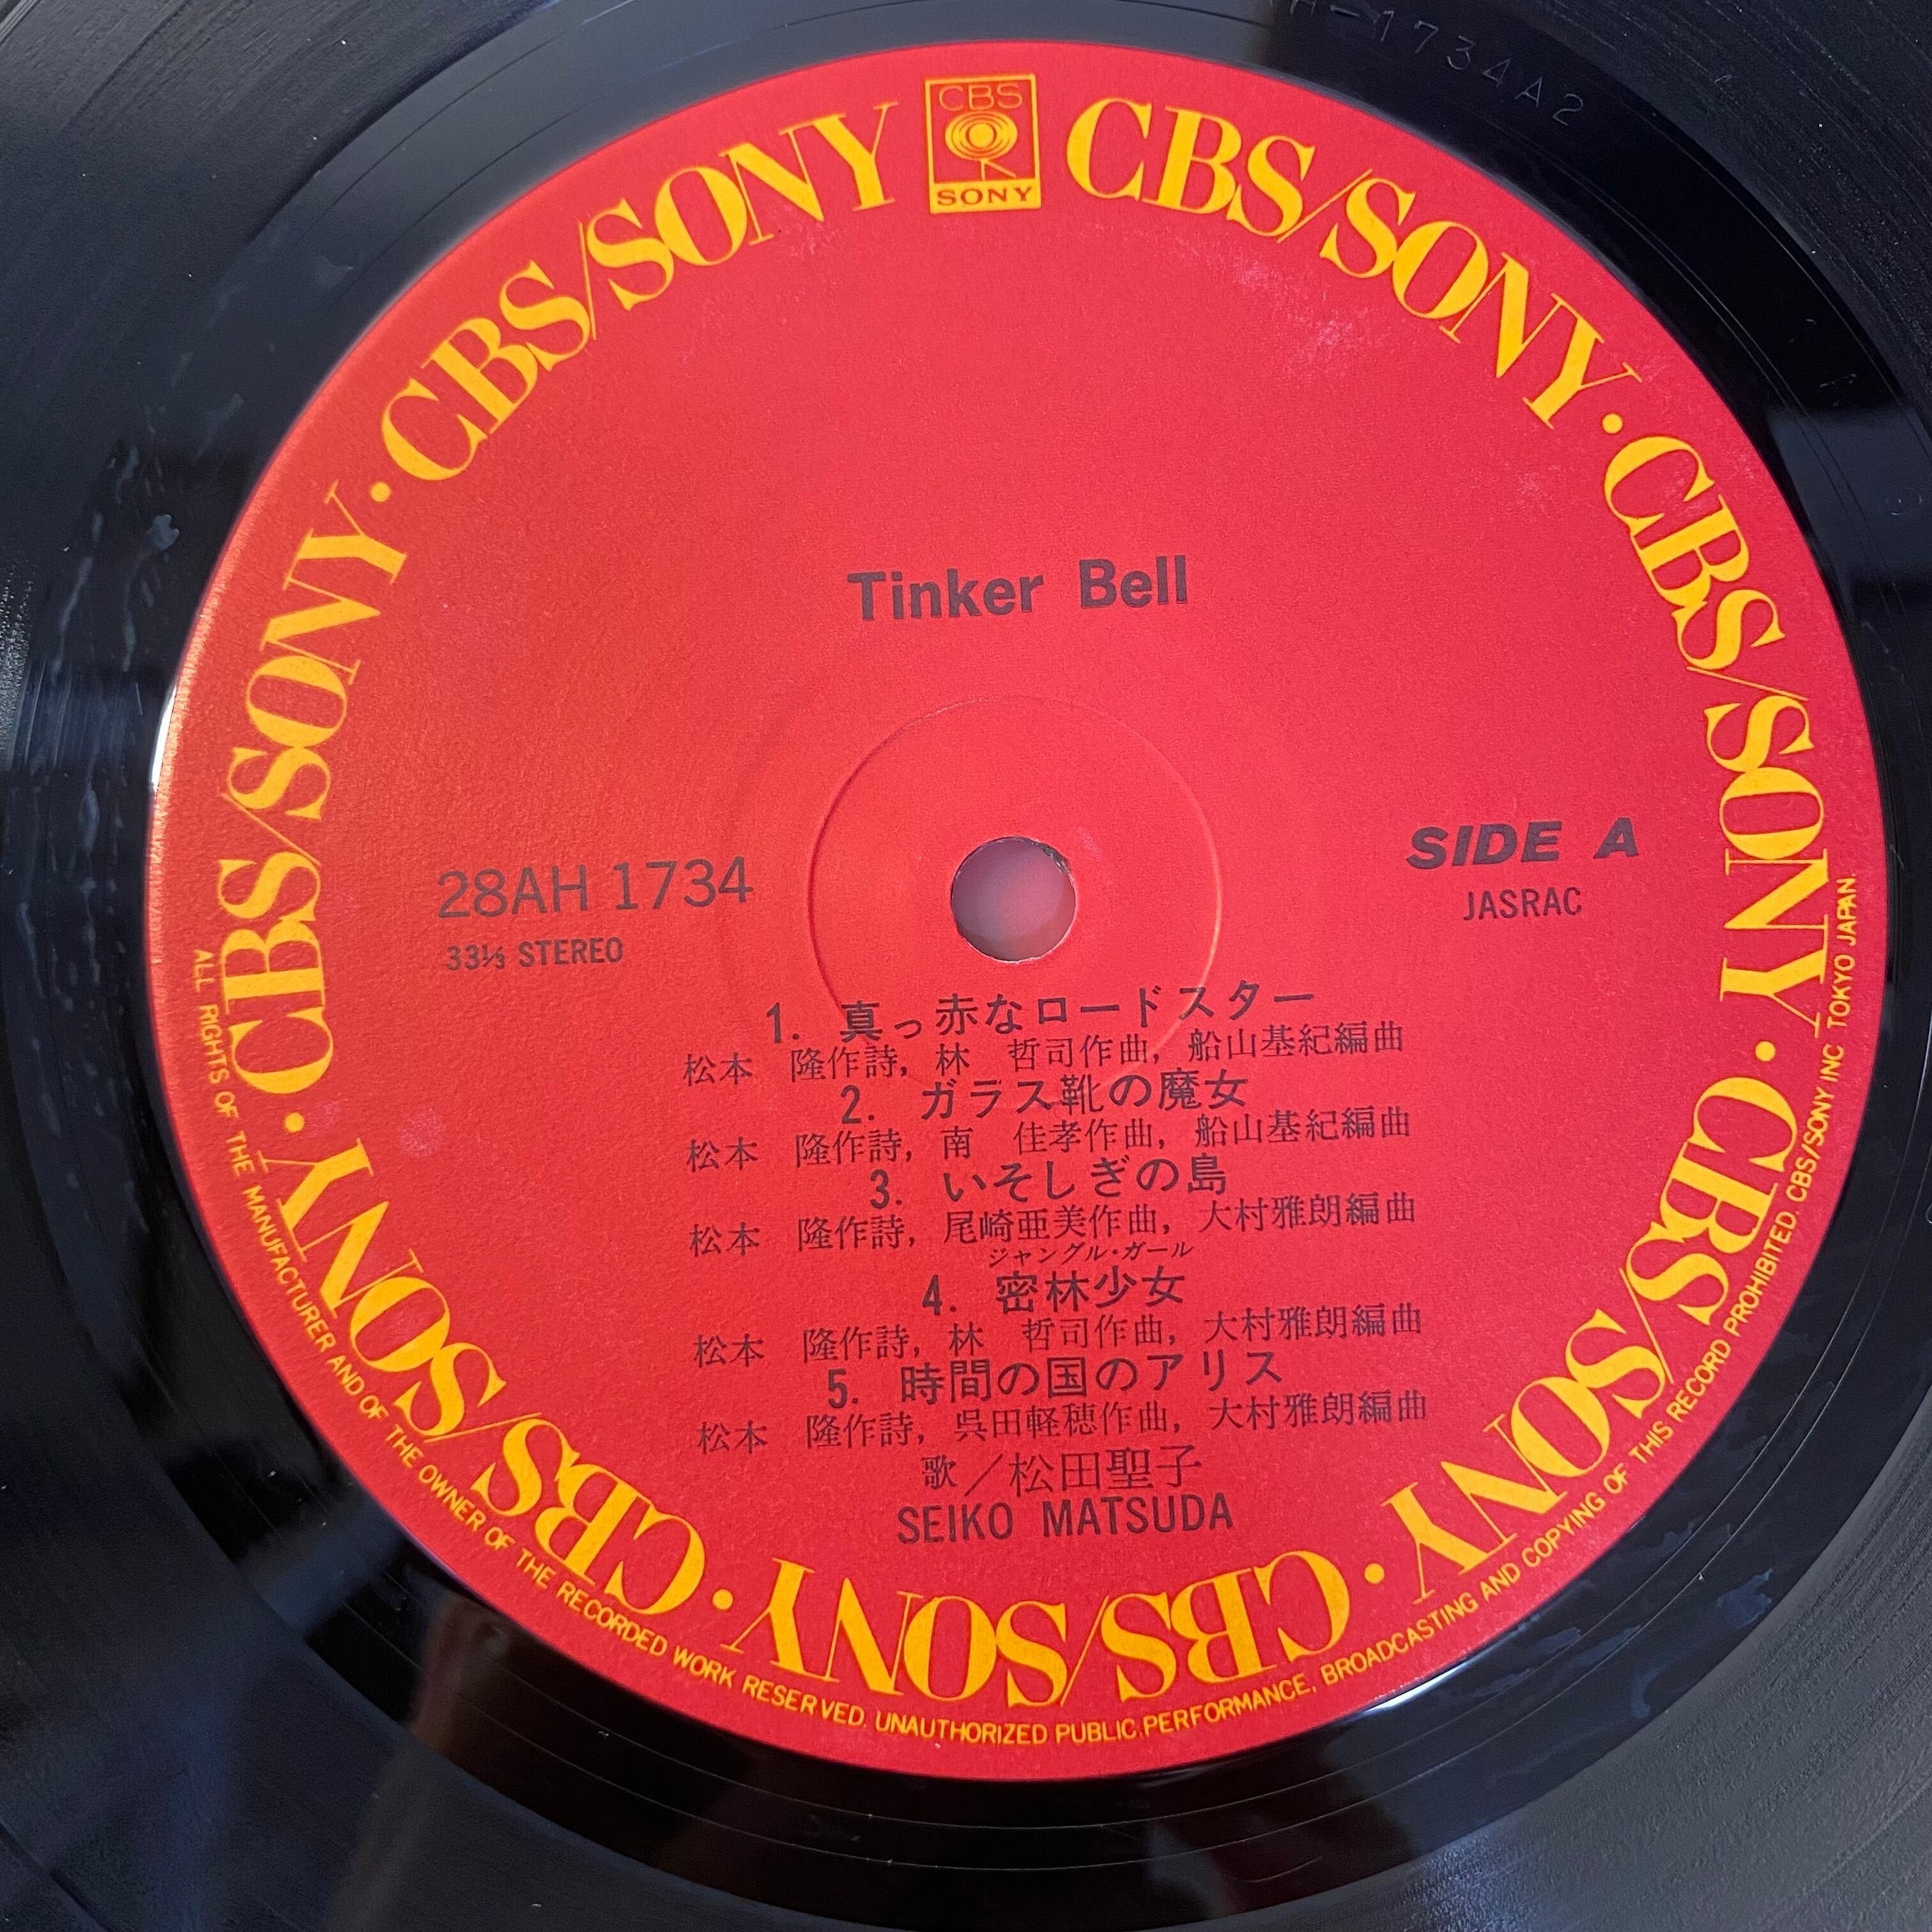 H-1734A2
CBS
SONY
CBS/SONY · CBS/SONY · CBS/SONY · CBS/SONY · CBS/SONY · CBS/SONY · CBS/SONY
Tinker Bell
28AH 1734
33⅓ STEREO
SIDE A
JASRAC
1. 真っ赤なロードスター
松本 隆作詩, 林 哲司作曲, 船山基紀編曲
2. ガラス靴の魔女
松本 隆作詩, 南 佳孝作曲, 船山基紀編曲
3. いそしぎの島
松本 隆作詩, 尾崎亜美作曲, 大村雅朗編曲
ジャングル・ガール
4. 密林少女
松本 隆作詩, 林 哲司作曲, 大村雅朗編曲
5. 時間の国のアリス
松本 隆作詩, 呉田軽穂作曲, 大村雅朗編曲
歌／松田聖子
SEIKO MATSUDA
ALL RIGHTS OF THE MANUFACTURER AND OF THE OWNER OF THE RECORDED WORK RESERVED. UNAUTHORIZED PUBLIC PERFORMANCE, BROADCASTING AND COPYING OF THIS RECORD PROHIBITED. CBS/SONY INC TOKYO JAPAN.